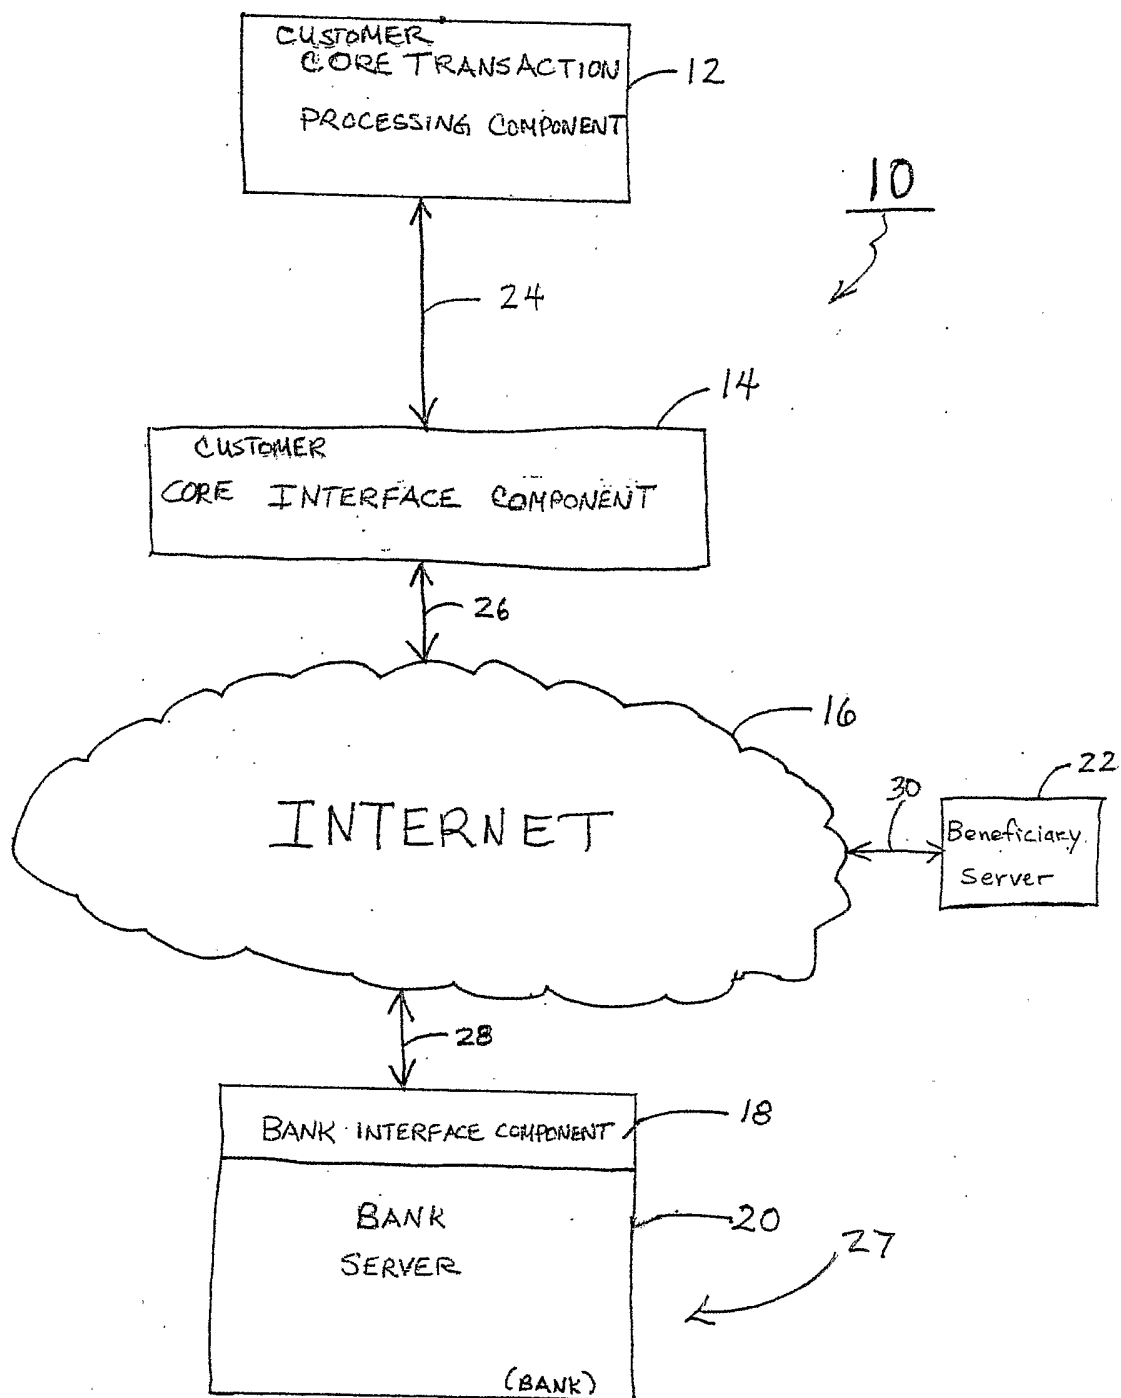 CUSTOMER
CORE TRANSACTION
PROCESSING COMPONENT
12
10
24
14
CUSTOMER
CORE INTERFACE COMPONENT
26
16
INTERNET
22
30
Beneficiary
Server
28
BANK INTERFACE COMPONENT
18
BANK
SERVER
20
27
(BANK)